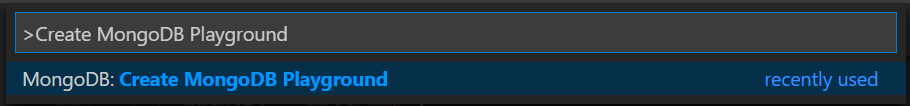 >Create MongoDB Playground
MongoDB: Create MongoDB Playground recently used